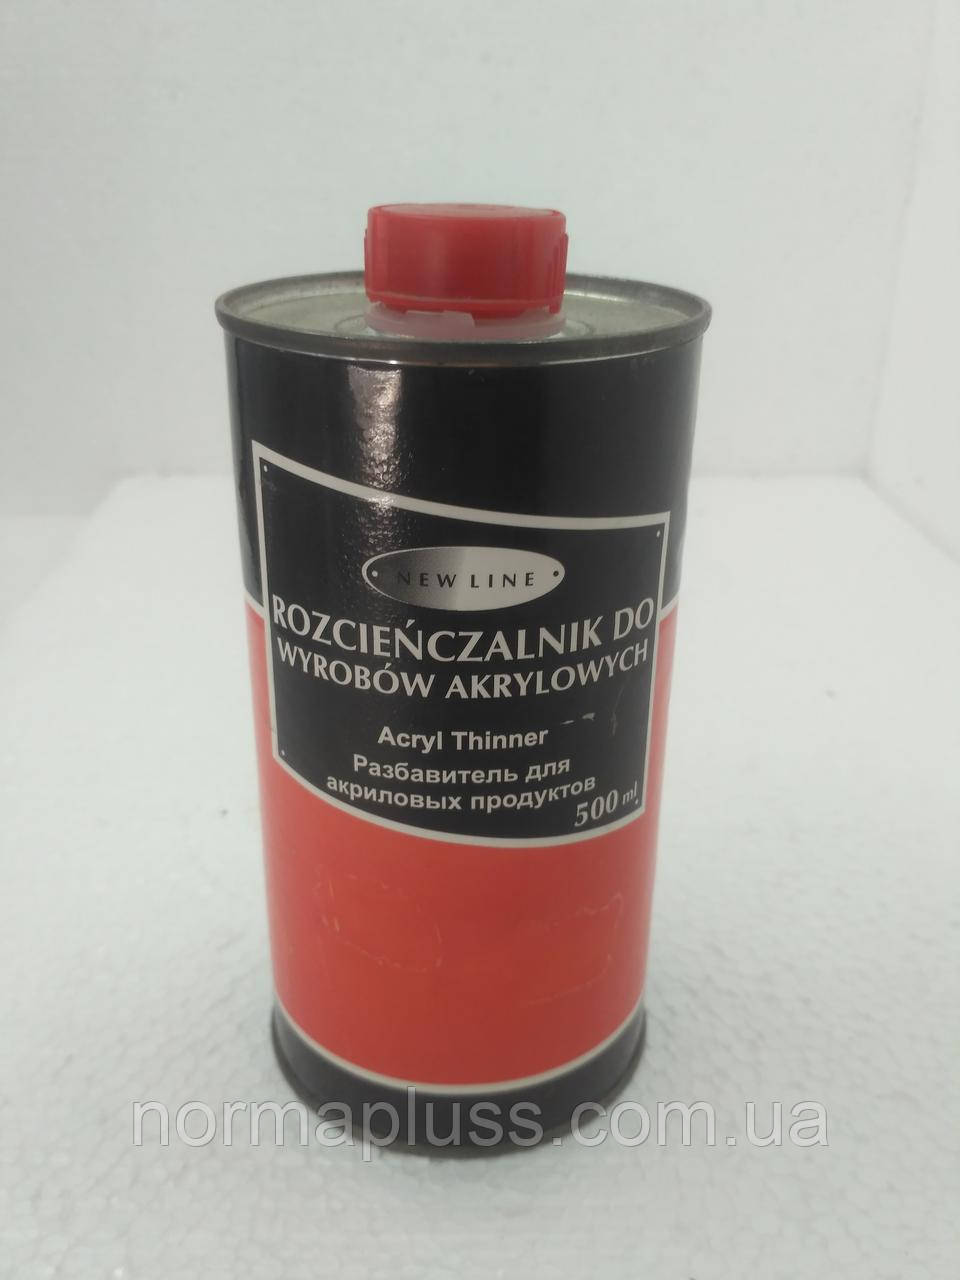 NEW LINE
ROZCIEŃCZALNIK DO
WYROBÓW AKRYLOWYCH
Acryl Thinner
Разбавитель для
акриловых продуктов
500 ml
normapluss.com.ua